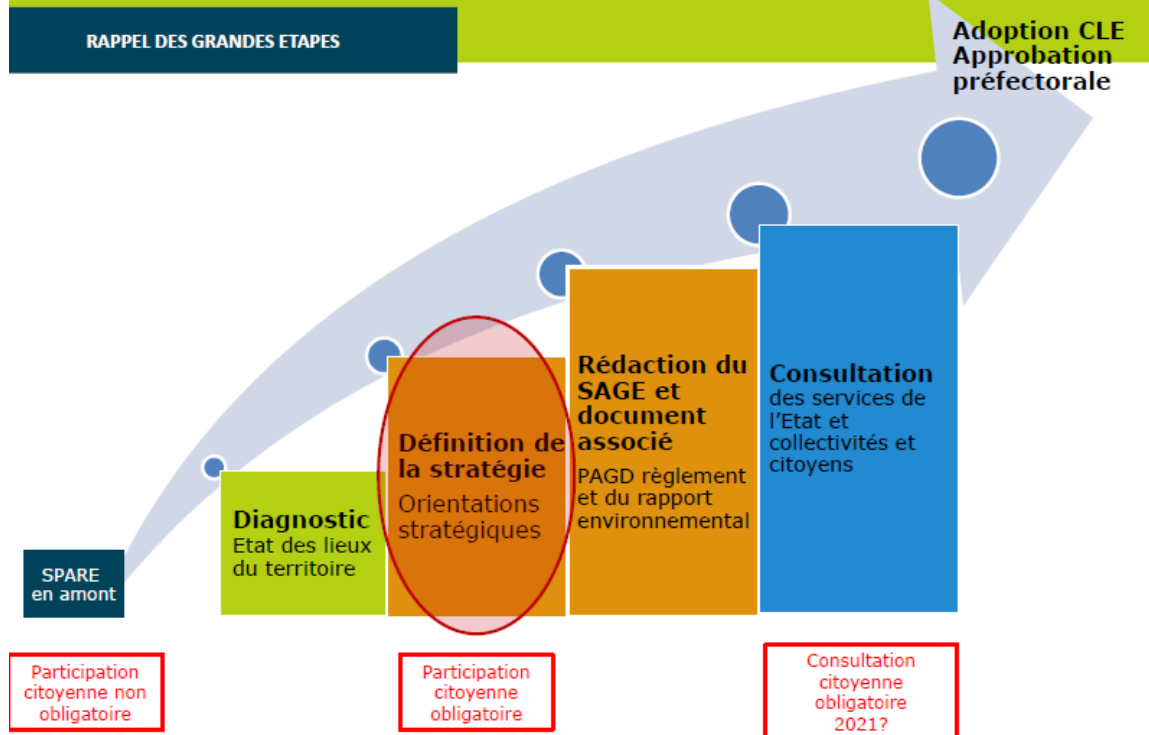 RAPPEL DES GRANDES ETAPES
Adoption CLE
Approbation
préfectorale
SPARE
en amont
Diagnostic
Etat des lieux
du territoire
Définition de
la stratégie
Orientations
stratégiques
Rédaction du
SAGE et
document
associé
PAGD règlement
et du rapport
environnemental
Consultation
des services de
l'Etat et
collectivités et
citoyens
Participation
citoyenne non
obligatoire
Participation
citoyenne
obligatoire
Consultation
citoyenne
obligatoire
2021?